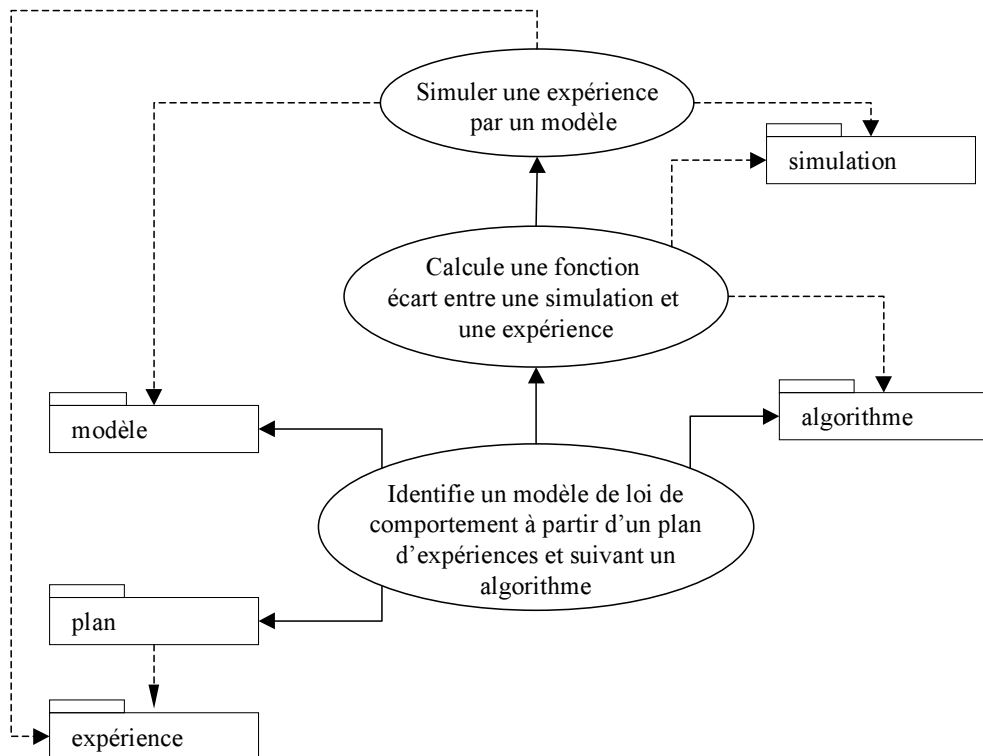 Simuler une expérience
par un modèle
simulation
Calcule une fonction
écart entre une simulation et
une expérience
modèle
algorithme
Identifie un modèle de loi de
comportement à partir d’un plan
d’expériences et suivant un
algorithme
plan
expérience